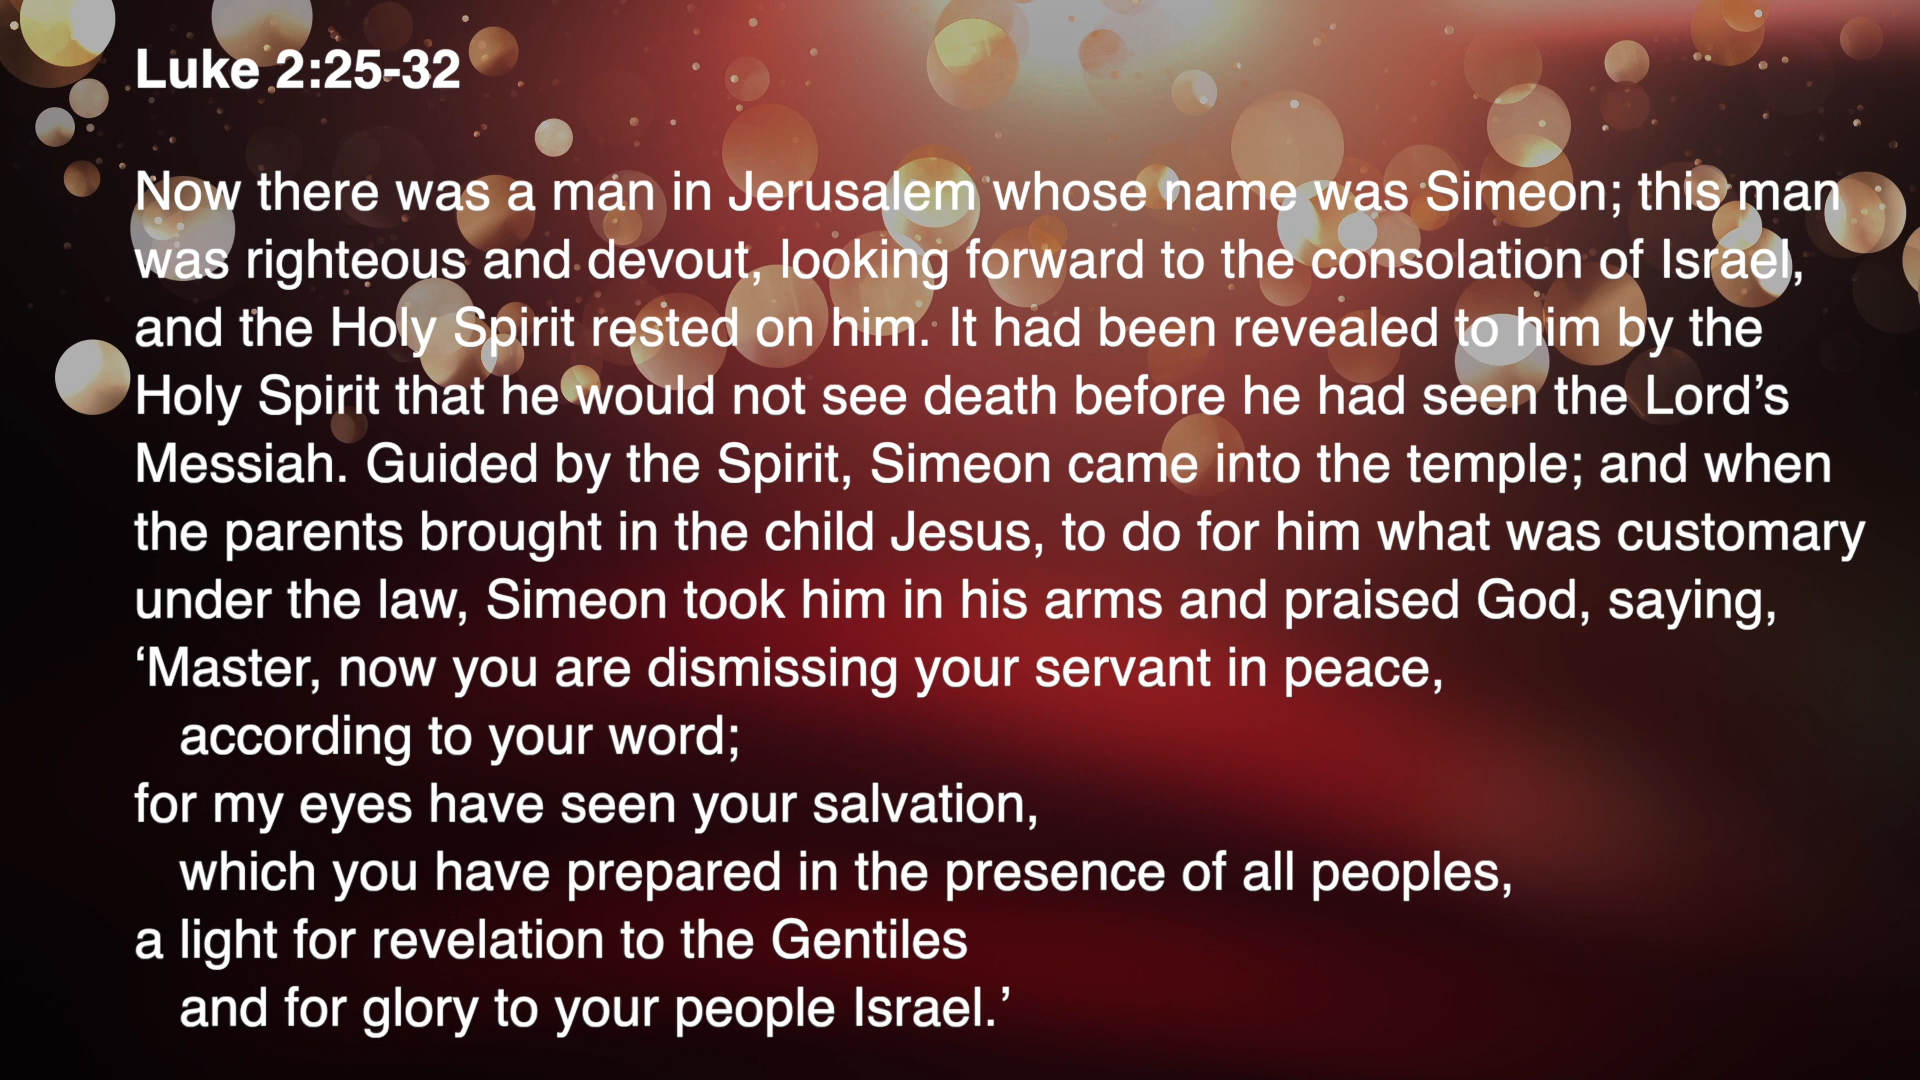 Luke 2:25-32
Now there was a man in Jerusalem whose name was Simeon; this man
was righteous and devout, looking forward to the consolation of Israel,
and the Holy Spirit rested on him. It had been revealed to him by the
Holy Spirit that he would not see death before he had seen the Lord’s
Messiah. Guided by the Spirit, Simeon came into the temple; and when
the parents brought in the child Jesus, to do for him what was customary
under the law, Simeon took him in his arms and praised God, saying,
‘Master, now you are dismissing your servant in peace,
according to your word;
for my eyes have seen your salvation,
which you have prepared in the presence of all peoples,
a light for revelation to the Gentiles
and for glory to your people Israel.’